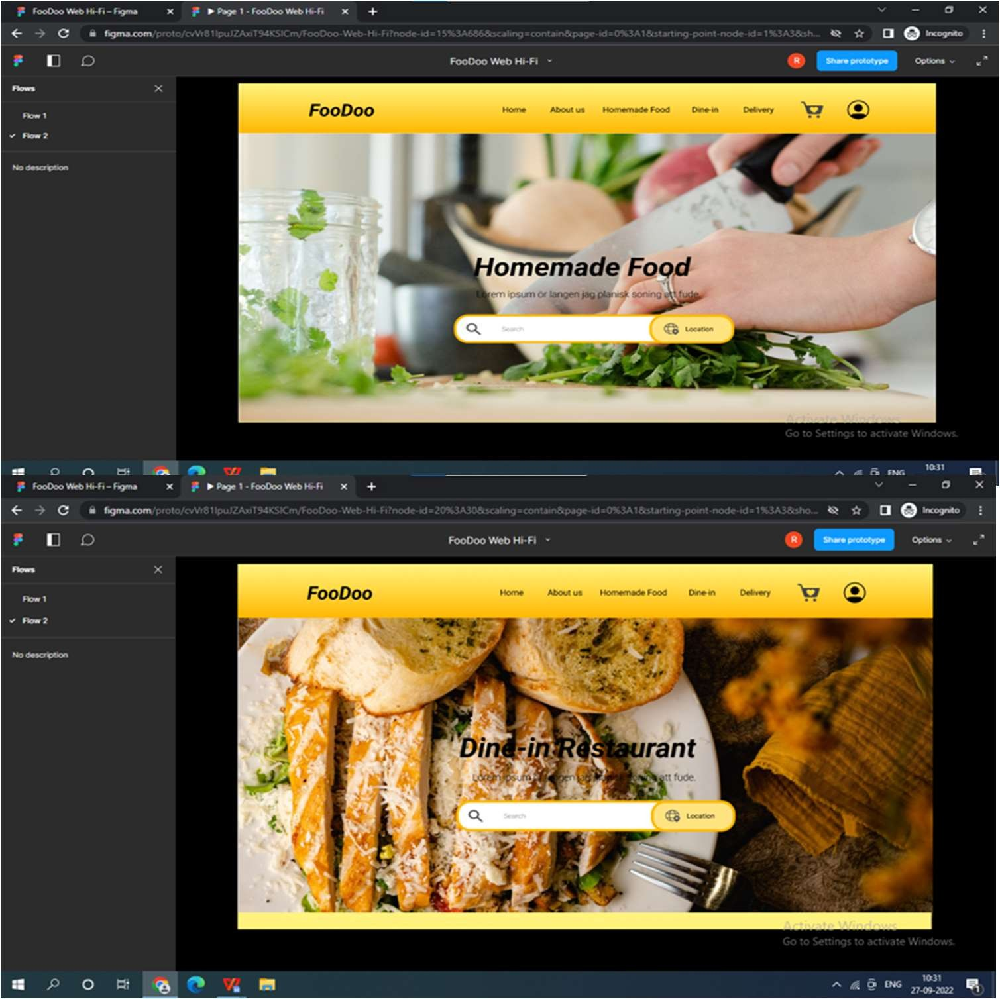 FooDoo Web Hi-Fi – Figma
Page 1 - FooDoo Web Hi-Fi
figma.com/proto/cvVr81IpuJZAxiT94KSlCm/FooDoo-Web-Hi-Fi?node-id=15%3A686&scaling=contain&page-id=0%3A1&starting-point-node-id=1%3A3&sh...
Incognito
FooDoo Web Hi-Fi
R
Share prototype
Options
Flows
Flow 1
Flow 2
No description
FooDoo
Home
About us
Homemade Food
Dine-in
Delivery
Homemade Food
Lorem ipsum ör langen jag planisk soning att fude.
Search
Location
Activate Windows
Go to Settings to activate Windows.
ENG
10:31
FooDoo Web Hi-Fi – Figma
Page 1 - FooDoo Web Hi-Fi
figma.com/proto/cvVr81IpuJZAxiT94KSlCm/FooDoo-Web-Hi-Fi?node-id=20%3A30&scaling=contain&page-id=0%3A1&starting-point-node-id=1%3A3&sho...
Incognito
FooDoo Web Hi-Fi
R
Share prototype
Options
Flows
Flow 1
Flow 2
No description
FooDoo
Home
About us
Homemade Food
Dine-in
Delivery
Dine-in Restaurant
Lorem ipsum langen jag planisk soning att fude.
Search
Location
Activate Windows
Go to Settings to activate Windows.
ENG
10:31
27-09-2022
1